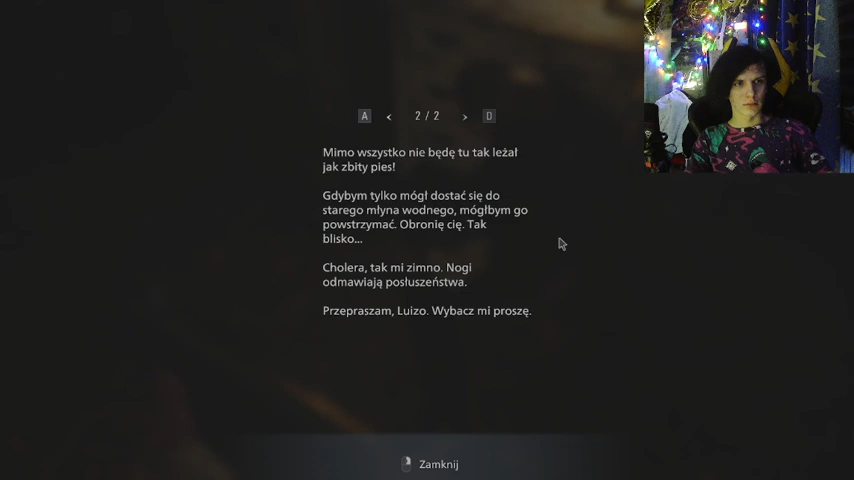 A 2 / 2 D
Mimo wszystko nie będę tu tak leżał
jak zbity pies!
Gdybym tylko mógł dostać się do
starego młyna wodnego, mógłbym go
powstrzymać. Obronię cię. Tak
blisko...
Cholera, tak mi zimno. Nogi
odmawiają posłuszeństwa.
Przepraszam, Luizo. Wybacz mi proszę.
Zamknij